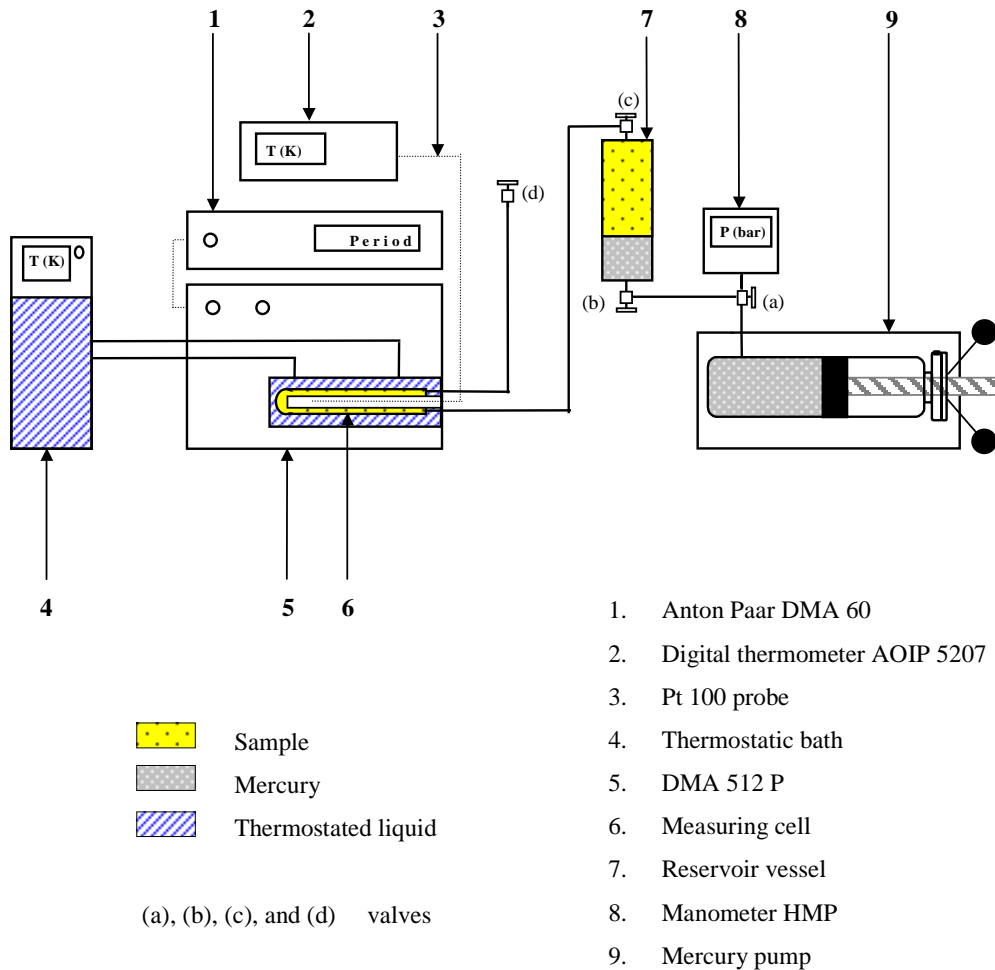 1 2 3 7 8 9
(c)
T (K)
(d)
Period
P (bar)
T (K)
(b) (a)
4 5 6
1. Anton Paar DMA 60
2. Digital thermometer AOIP 5207
3. Pt 100 probe
4. Thermostatic bath
5. DMA 512 P
6. Measuring cell
7. Reservoir vessel
8. Manometer HMP
9. Mercury pump
Sample
Mercury
Thermostated liquid
(a), (b), (c), and (d) valves